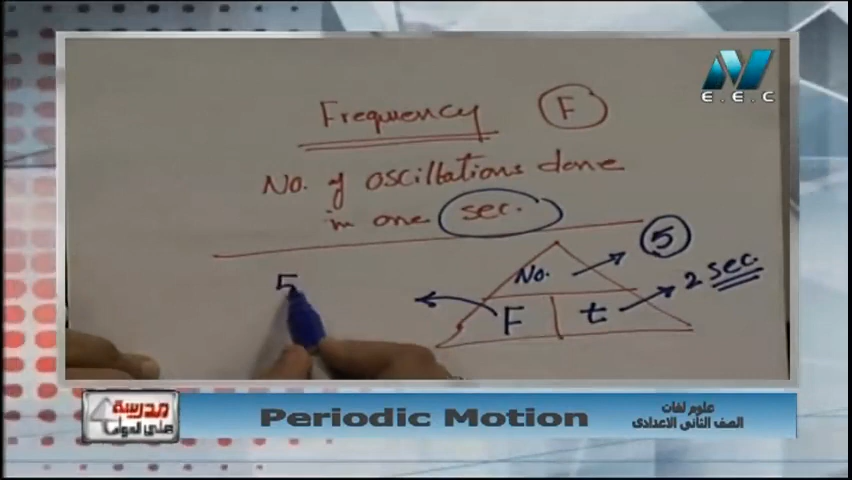 E.E.C
Frequency F
No. of oscillations done
in one sec.
No. 5
F t 2 sec.
5
مدرسة
على الهواء
Periodic Motion
علوم لغات
الصف الثانى الاعدادى